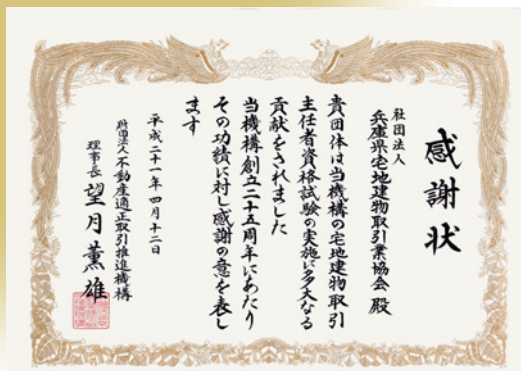 感謝状
社団法人
兵庫県宅地建物取引業協会 殿
貴団体は当機構の宅地建物取引
主任者資格試験の実施に多大なる
貢献をされました
当機構創立二十五周年にあたり
その功績に対し感謝の意を表し
ます
平成二十一年四月十二日
財団法人不動産適正取引推進機構
理事長 望月薫雄